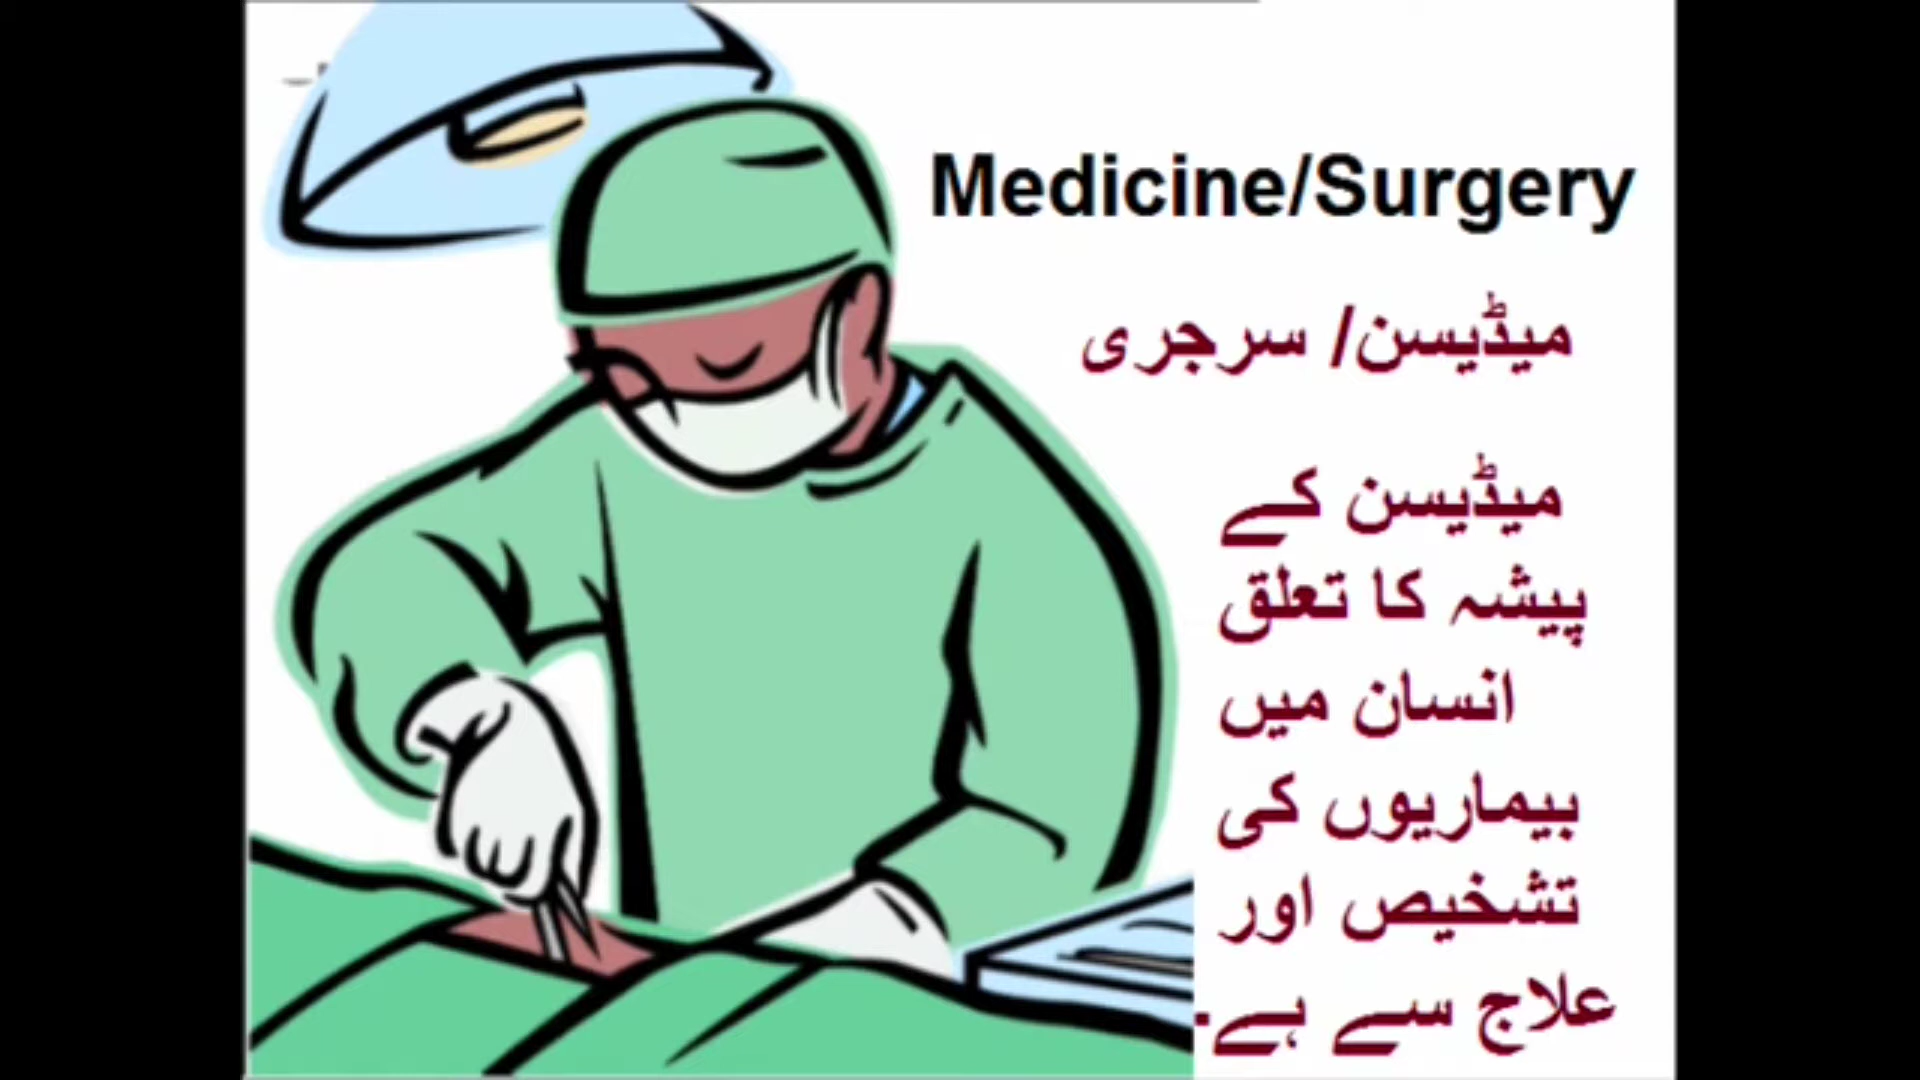 Medicine/Surgery
میڈیسن/ سرجری
میڈیسن کے
پیشہ کا تعلق
انسان میں
بیماریوں کی
تشخیص اور
علاج سے ہے۔